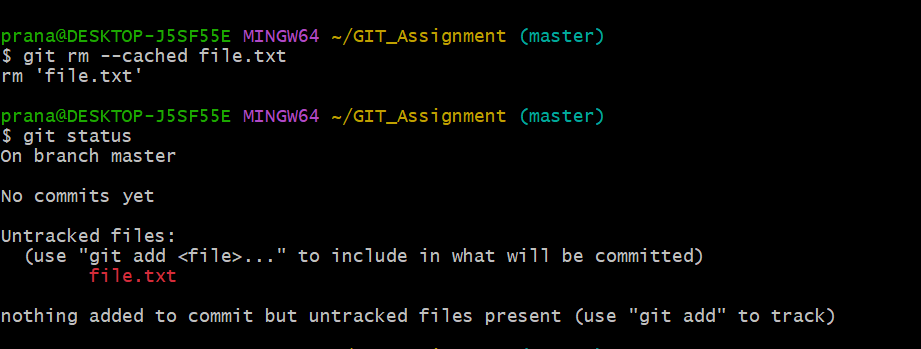 prana@DESKTOP-J5SF55E MINGW64 ~/GIT_Assignment (master)
$ git rm --cached file.txt
rm 'file.txt'
prana@DESKTOP-J5SF55E MINGW64 ~/GIT_Assignment (master)
$ git status
On branch master
No commits yet
Untracked files:
  (use "git add <file>..." to include in what will be committed)
        file.txt
nothing added to commit but untracked files present (use "git add" to track)